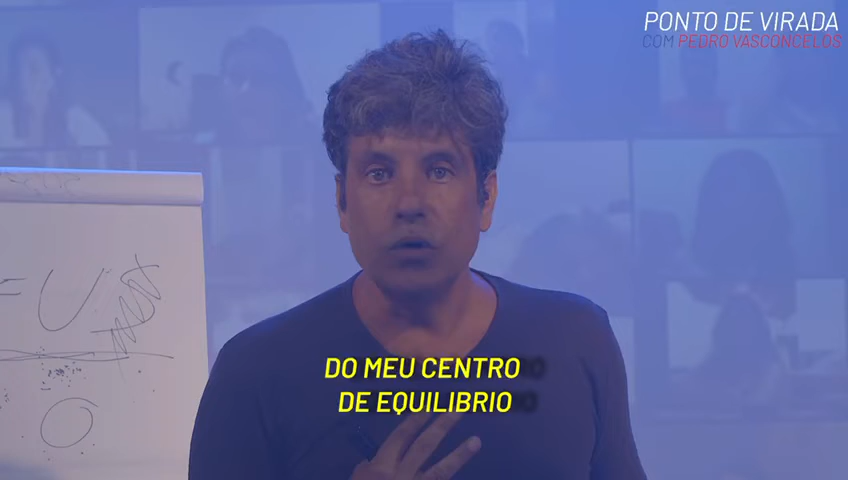 PONTO DE VIRADA
COM PEDRO VASCONCELOS
DO MEU CENTRO
DE EQUILIBRIO